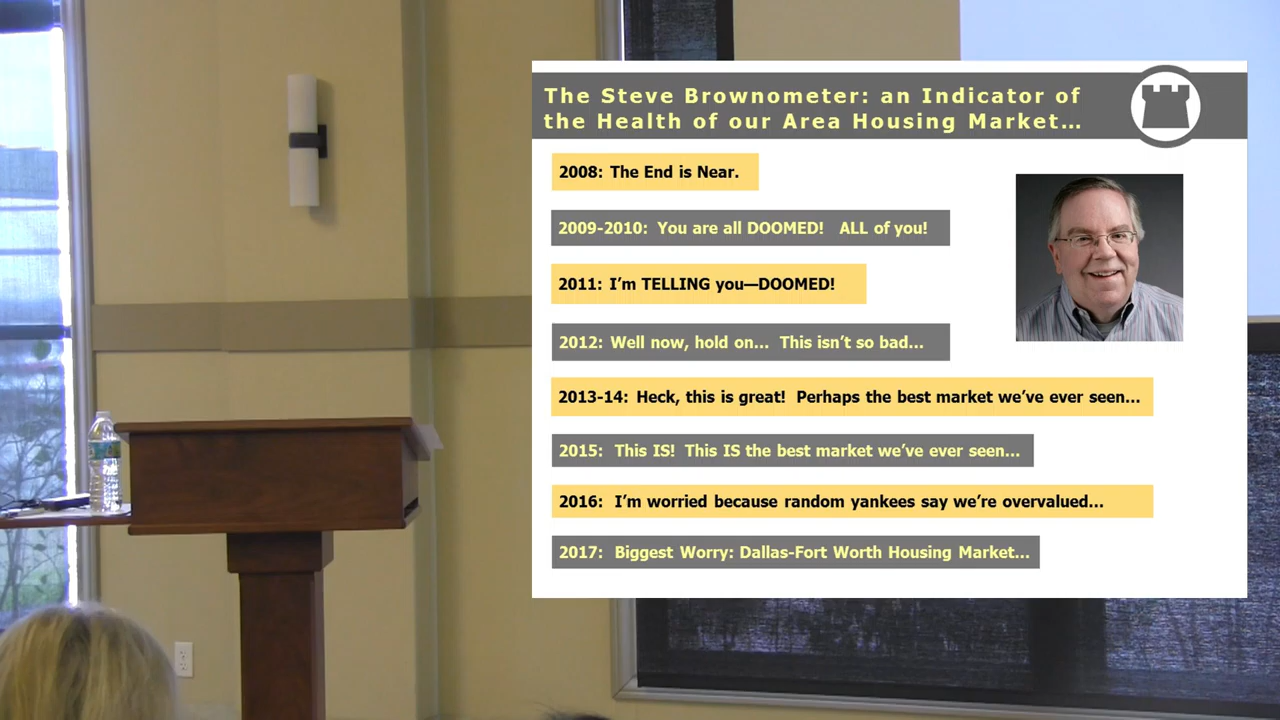 The Steve Brownometer: an Indicator of
the Health of our Area Housing Market…
2008: The End is Near.
2009-2010: You are all DOOMED! ALL of you!
2011: I’m TELLING you—DOOMED!
2012: Well now, hold on… This isn’t so bad…
2013-14: Heck, this is great! Perhaps the best market we’ve ever seen…
2015: This IS! This IS the best market we’ve ever seen…
2016: I’m worried because random yankees say we’re overvalued…
2017: Biggest Worry: Dallas-Fort Worth Housing Market…